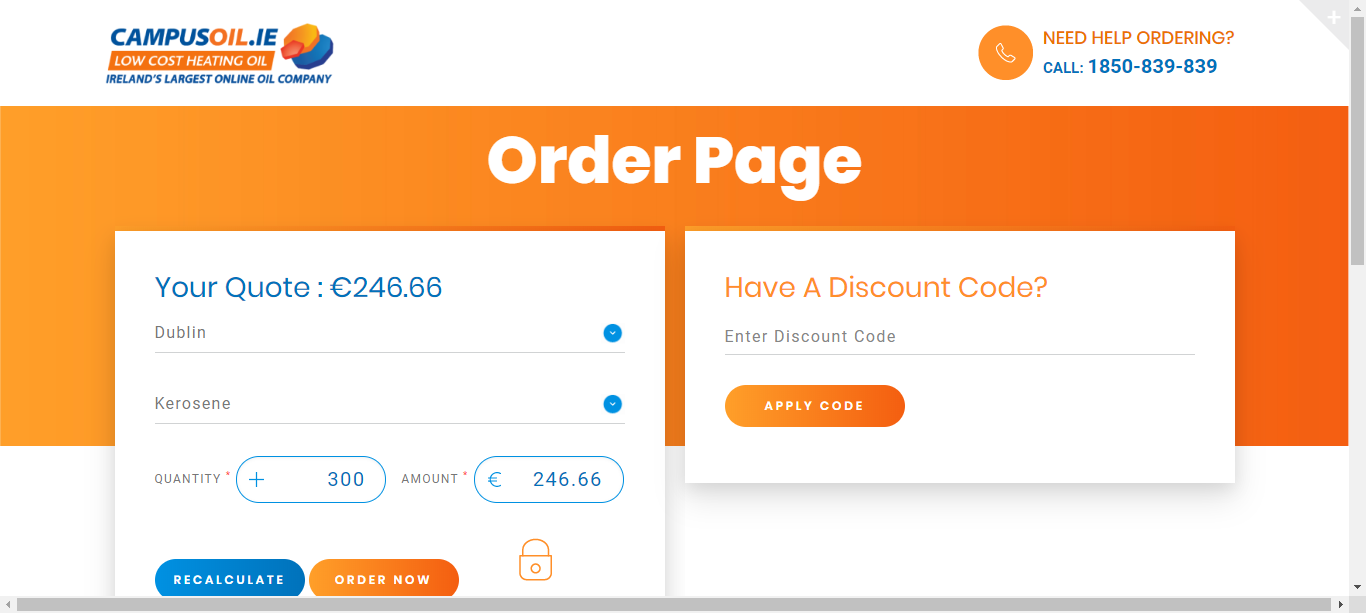 CAMPUSOIL.IE
LOW COST HEATING OIL
IRELAND'S LARGEST ONLINE OIL COMPANY
NEED HELP ORDERING?
CALL: 1850-839-839
Order Page
Your Quote : €246.66
Dublin
Kerosene
QUANTITY * + 300 AMOUNT * € 246.66
RECALCULATE ORDER NOW
Have A Discount Code?
Enter Discount Code
APPLY CODE